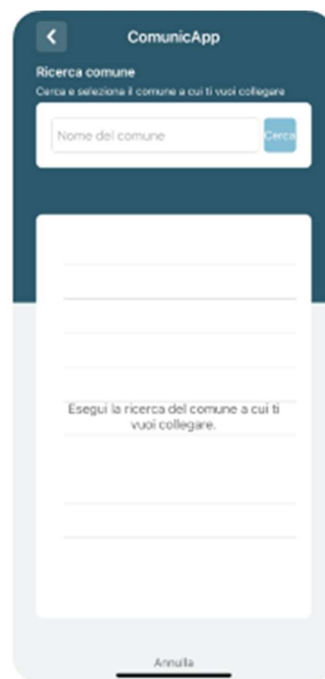 ComunicApp
Ricerca comune
Cerca e seleziona il comune a cui ti vuoi collegare
Nome del comune
Cerca
Esegui la ricerca del comune a cui ti
vuoi collegare.
Annulla